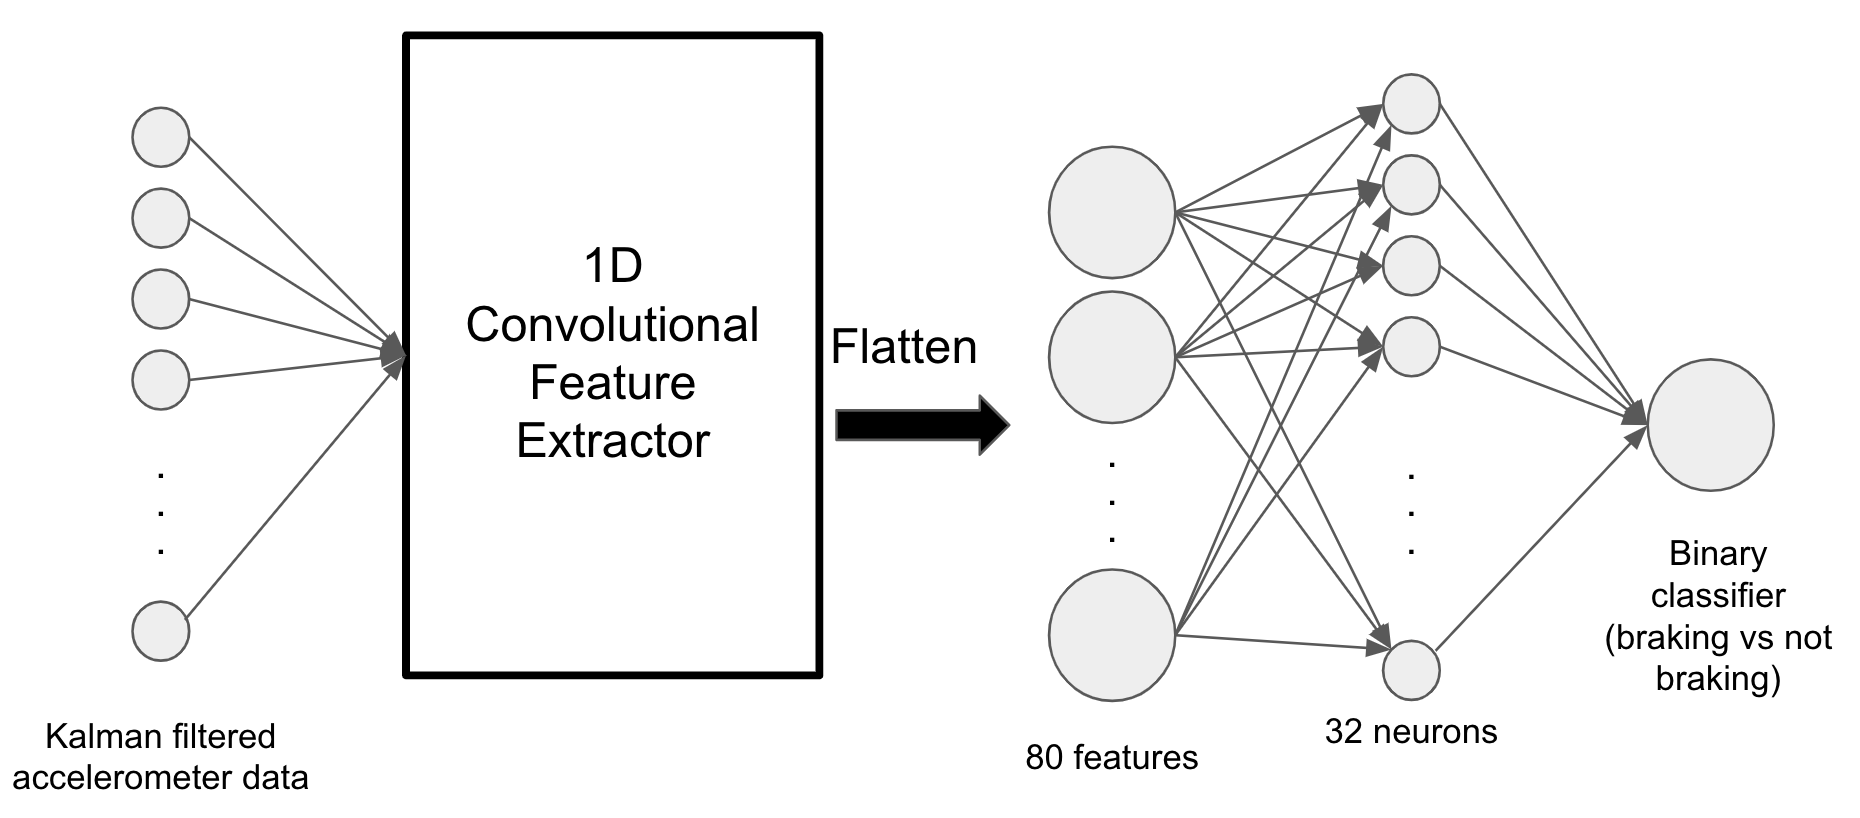 Kalman filtered
accelerometer data
1D
Convolutional
Feature
Extractor
Flatten
80 features
32 neurons
Binary
classifier
(braking vs not
braking)